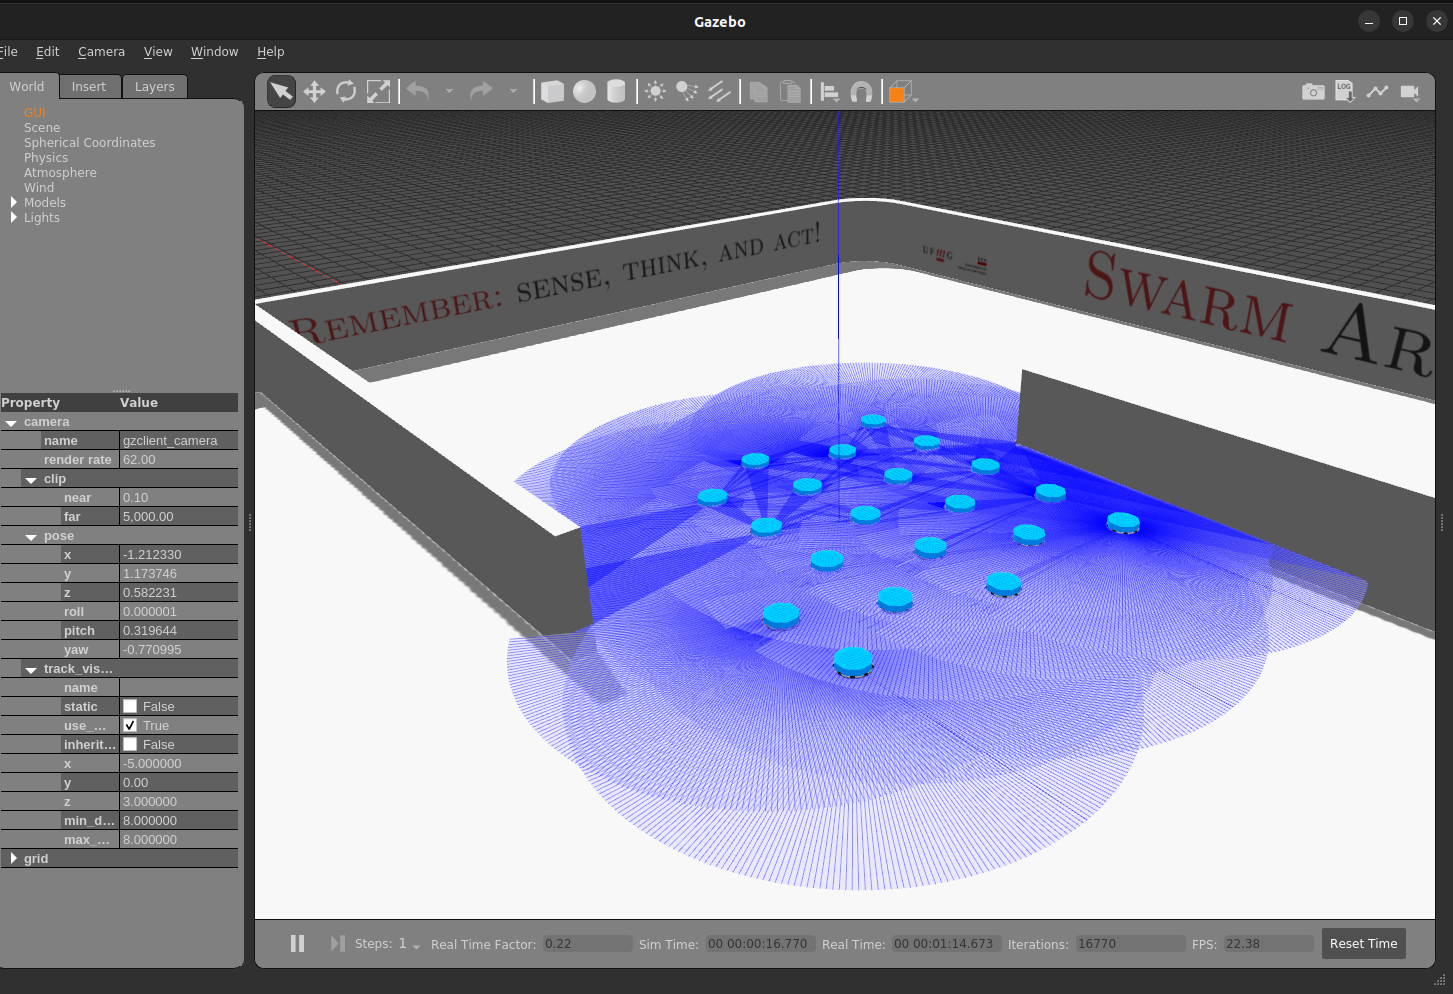 Gazebo
File Edit Camera View Window Help
World Insert Layers
GUI
Scene
Spherical Coordinates
Physics
Atmosphere
Wind
Models
Lights
Property Value
camera
name gzclient_camera
render rate 62.00
clip
near 0.10
far 5,000.00
pose
x -1.212330
y 1.173746
z 0.582231
roll 0.000001
pitch 0.319644
yaw -0.770995
track_vis...
name
static False
use_... True
inherit... False
x -5.000000
y 0.00
z 3.000000
min_d... 8.000000
max_... 8.000000
grid
LOG
REMEMBER: SENSE, THINK, AND ACT!
UFmG
SWARM AR
Steps: 1 Real Time Factor: 0.22 Sim Time: 00 00:00:16.770 Real Time: 00 00:01:14.673 Iterations: 16770 FPS: 22.38 Reset Time